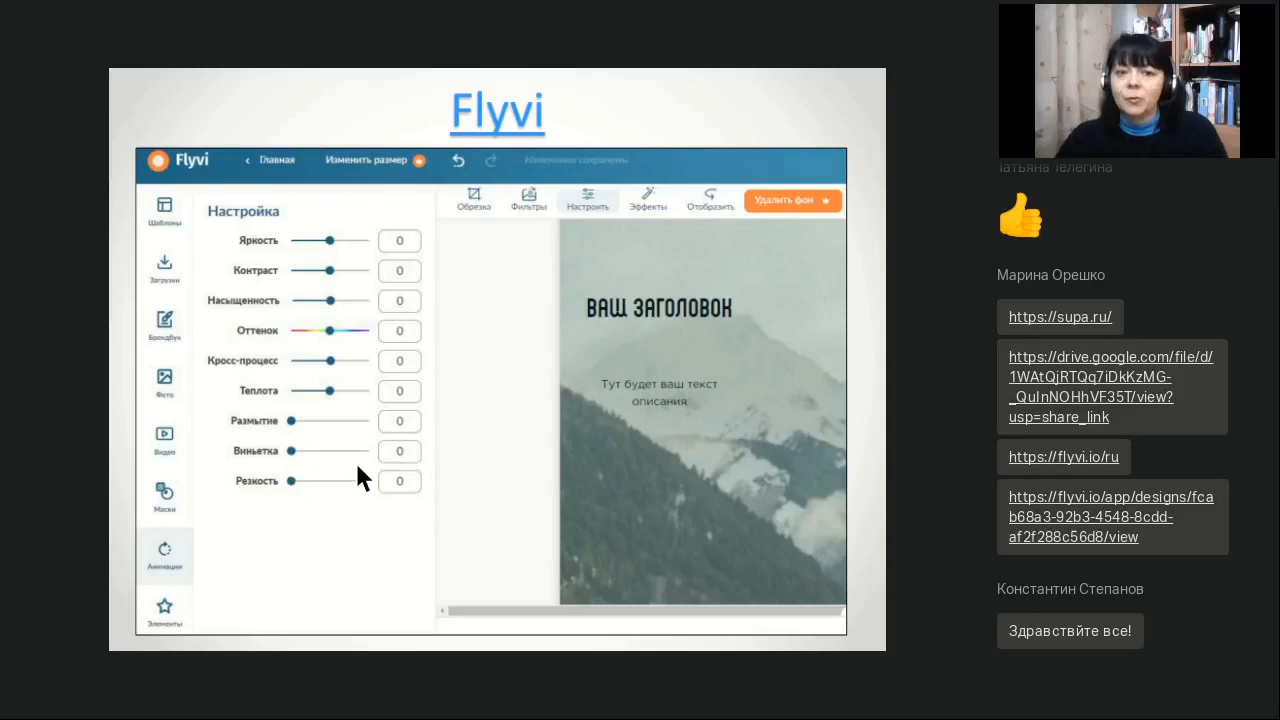 Flyvi
Flyvi
Главная
Изменить размер
Изменения сохранены
Шаблоны
Загрузки
Брендбук
Фото
Видео
Маски
Анимации
Элементы
Настройка
Яркость 0
Контраст 0
Насыщенность 0
Оттенок 0
Кросс-процесс 0
Теплота 0
Размытие 0
Виньетка 0
Резкость 0
Обрезка
Фильтры
Настроить
Эффекты
Отобразить
Удалить фон
ВАШ ЗАГОЛОВОК
Тут будет ваш текст
описания
Татьяна Телегина
Марина Орешко
https://supa.ru/
https://drive.google.com/file/d/
1WAtQjRTQq7iDkKzMG-
_QuInNOHhVF35T/view?
usp=share_link
https://flyvi.io/ru
https://flyvi.io/app/designs/fca
b68a3-92b3-4548-8cdd-
af2f288c56d8/view
Константин Степанов
Здравствйте все!